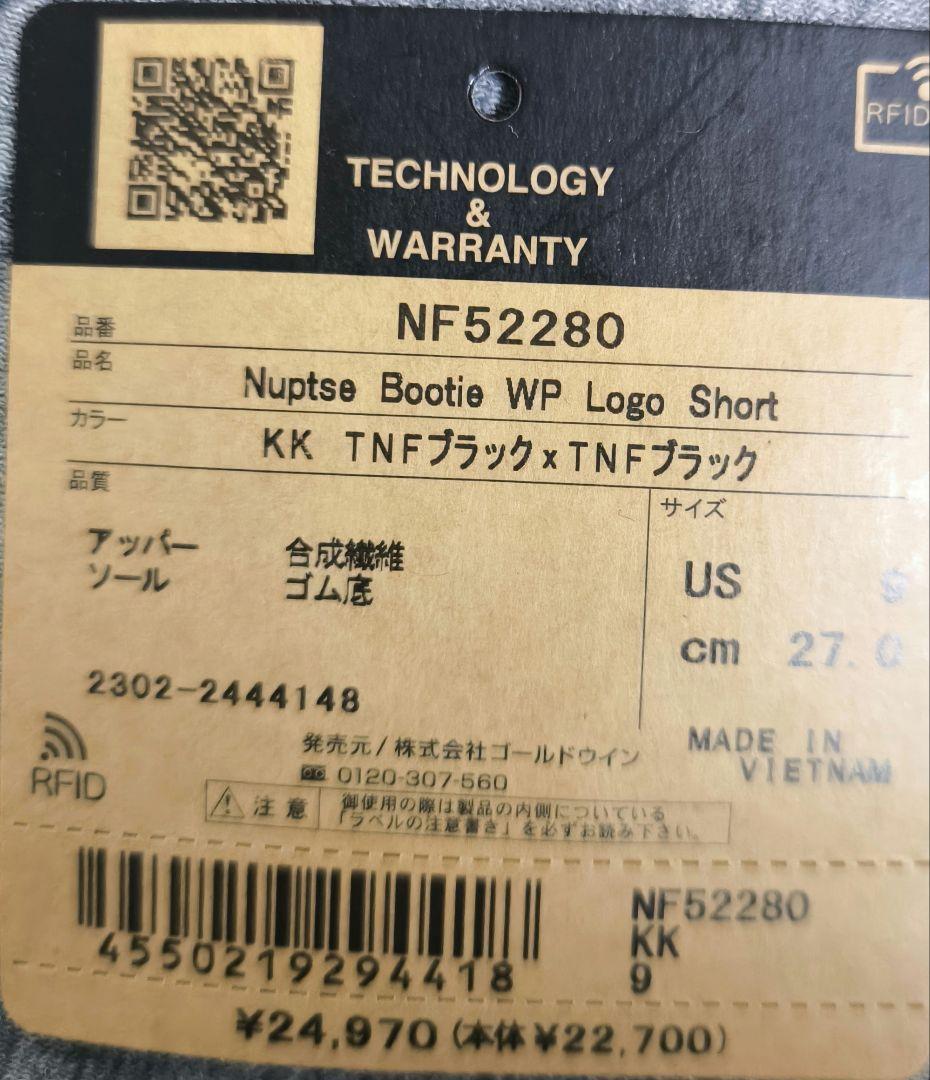 RFID
TECHNOLOGY
&
WARRANTY
品番 NF52280
品名 Nuptse Bootie WP Logo Short
カラー KK TNFブラックxTNFブラック
品質
サイズ
アッパー 合成繊維
ソール ゴム底
US 9
cm 27.0
2302-2444148
RFID
発売元/株式会社ゴールドウイン
0120-307-560
MADE IN
VIETNAM
注意
御使用の際は製品の内側についている
「ラベルの注意書き」を必ずお読み下さい。
4550219294418
NF52280
KK
9
¥24,970(本体¥22,700)